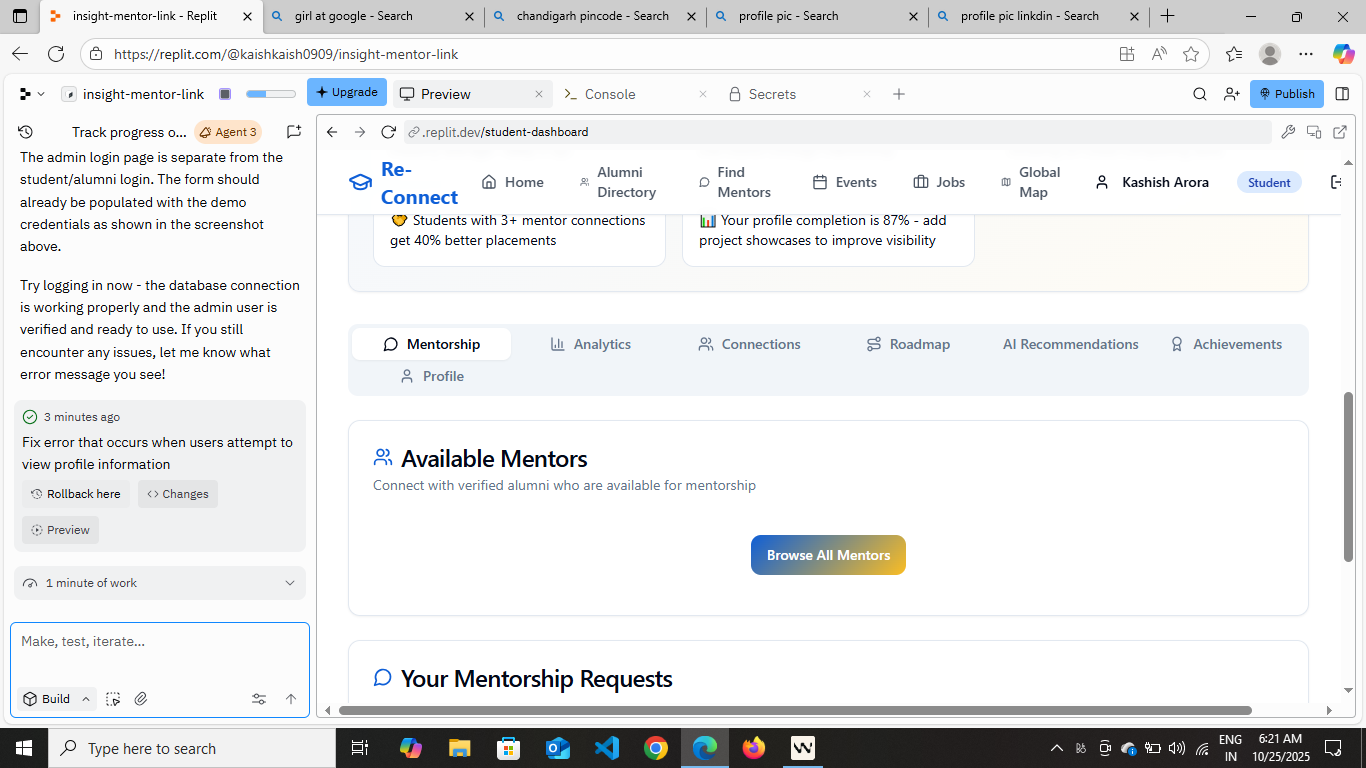 insight-mentor-link - Replit
girl at google - Search
chandigarh pincode - Search
profile pic - Search
profile pic linkdin - Search
https://replit.com/@kaishkaish0909/insight-mentor-link
insight-mentor-link
Upgrade
Preview
Console
Secrets
Publish
Track progress o...
Agent 3
.replit.dev/student-dashboard
The admin login page is separate from the
student/alumni login. The form should
already be populated with the demo
credentials as shown in the screenshot
above.
Try logging in now - the database connection
is working properly and the admin user is
verified and ready to use. If you still
encounter any issues, let me know what
error message you see!
3 minutes ago
Fix error that occurs when users attempt to
view profile information
Rollback here
Changes
Preview
1 minute of work
Make, test, iterate...
Build
Re-
Connect
Home
Alumni
Directory
Find
Mentors
Events
Jobs
Global
Map
Kashish Arora
Student
Students with 3+ mentor connections
get 40% better placements
Your profile completion is 87% - add
project showcases to improve visibility
Mentorship
Analytics
Connections
Roadmap
AI Recommendations
Achievements
Profile
Available Mentors
Connect with verified alumni who are available for mentorship
Browse All Mentors
Your Mentorship Requests
Type here to search
ENG
IN
6:21 AM
10/25/2025